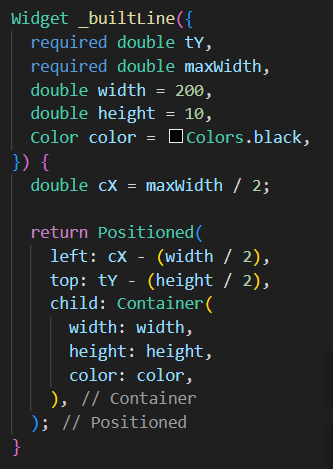 Widget _builtLine({
  required double tY,
  required double maxWidth,
  double width = 200,
  double height = 10,
  Color color = Colors.black,
}) {
  double cX = maxWidth / 2;

  return Positioned(
    left: cX - (width / 2),
    top: tY - (height / 2),
    child: Container(
      width: width,
      height: height,
      color: color,
    ), // Container
  ); // Positioned
}